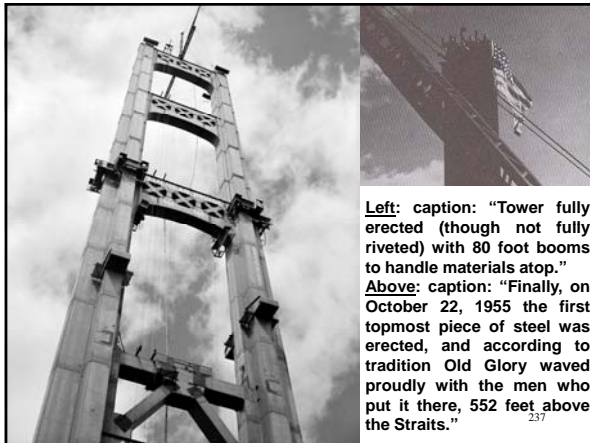 Left: caption: “Tower fully
erected (though not fully
riveted) with 80 foot booms
to handle materials atop.”
Above: caption: “Finally, on
October 22, 1955 the first
topmost piece of steel was
erected, and according to
tradition Old Glory waved
proudly with the men who
put it there, 552 feet above
the Straits.”
237